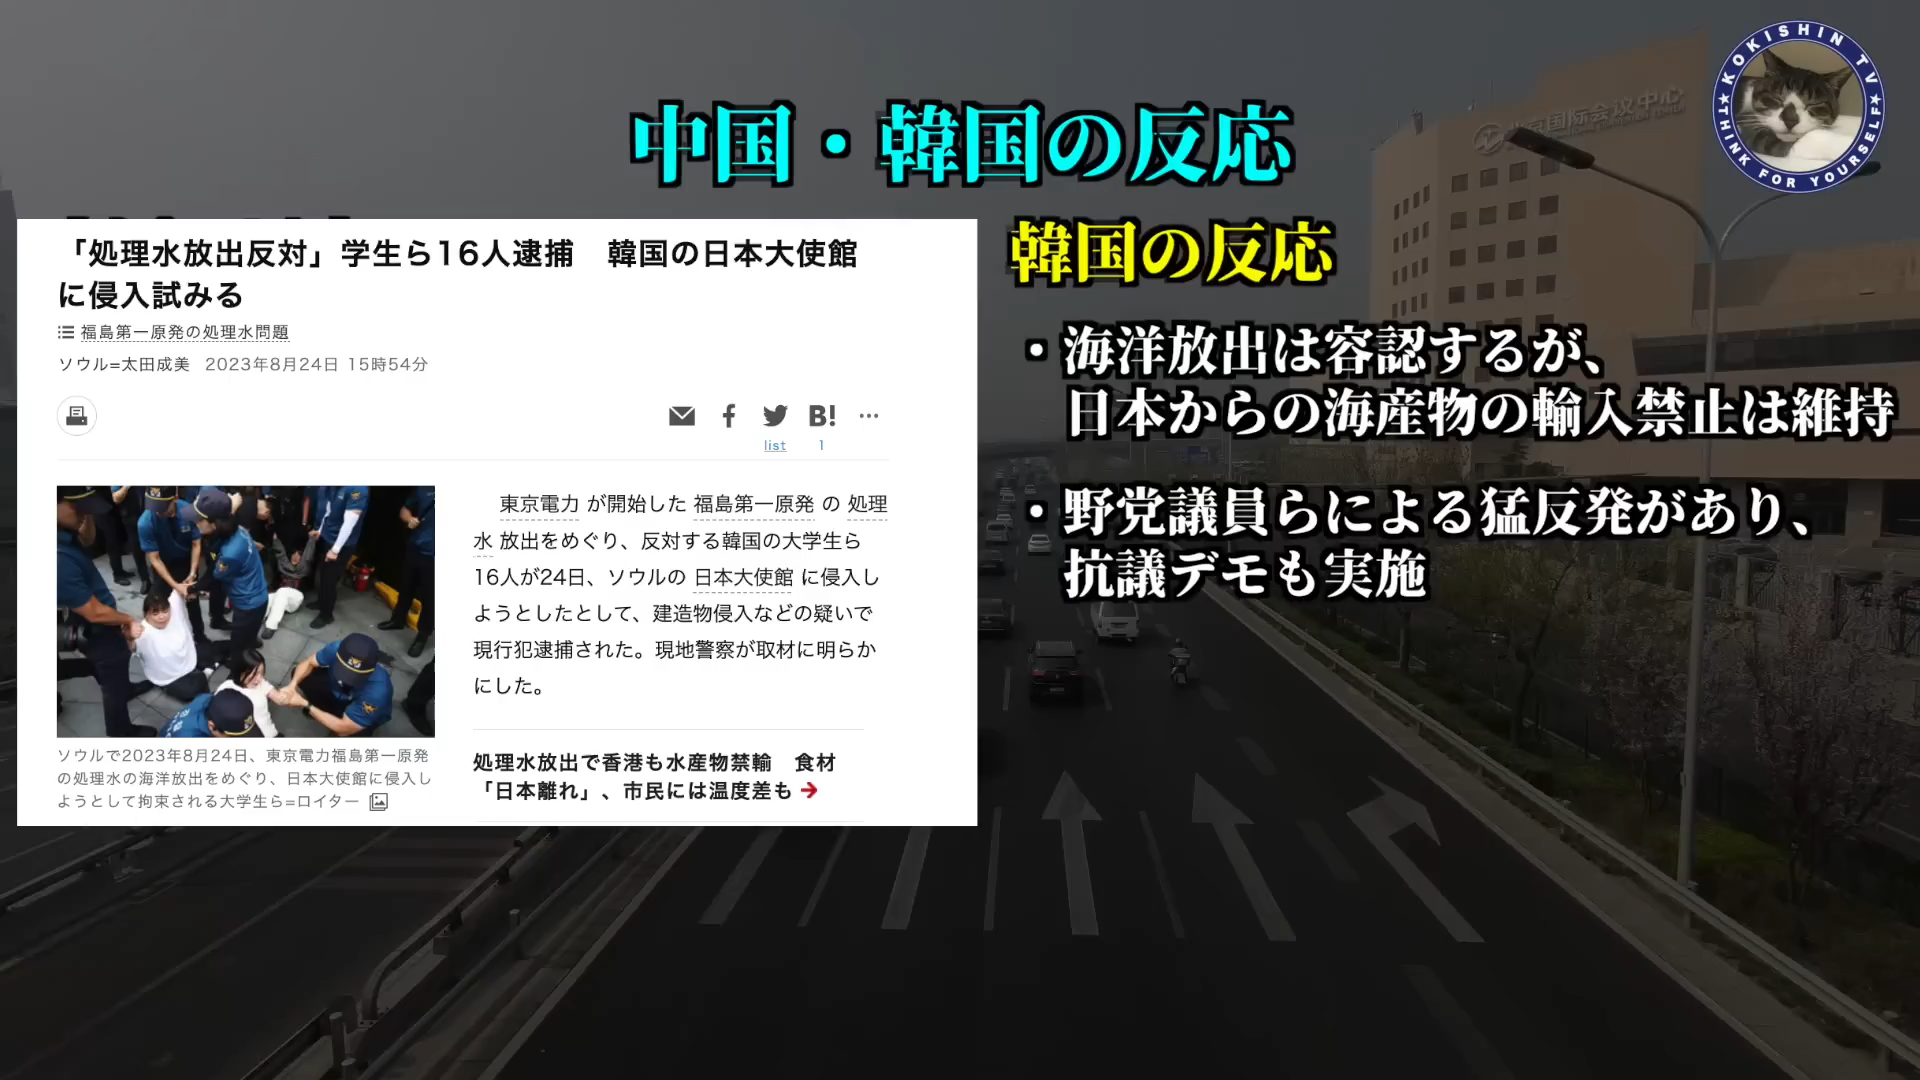 中国・韓国の反応
KOKISHIN TV
THINK FOR YOURSELF
「処理水放出反対」学生ら16人逮捕　韓国の日本大使館
に侵入試みる
福島第一原発の処理水問題
ソウル=太田成美 2023年8月24日 15時54分
B!
list
1
東京電力 が開始した 福島第一原発 の 処理
水 放出をめぐり、反対する韓国の大学生ら
16人が24日、ソウルの 日本大使館 に侵入し
ようとしたとして、建造物侵入などの疑いで
現行犯逮捕された。現地警察が取材に明らか
にした。
ソウルで2023年8月24日、東京電力福島第一原発
の処理水の海洋放出をめぐり、日本大使館に侵入し
ようとして拘束される大学生ら=ロイター
処理水放出で香港も水産物禁輸　食材
「日本離れ」、市民には温度差も
韓国の反応
・海洋放出は容認するが、
日本からの海産物の輸入禁止は維持
・野党議員らによる猛反発があり、
抗議デモも実施